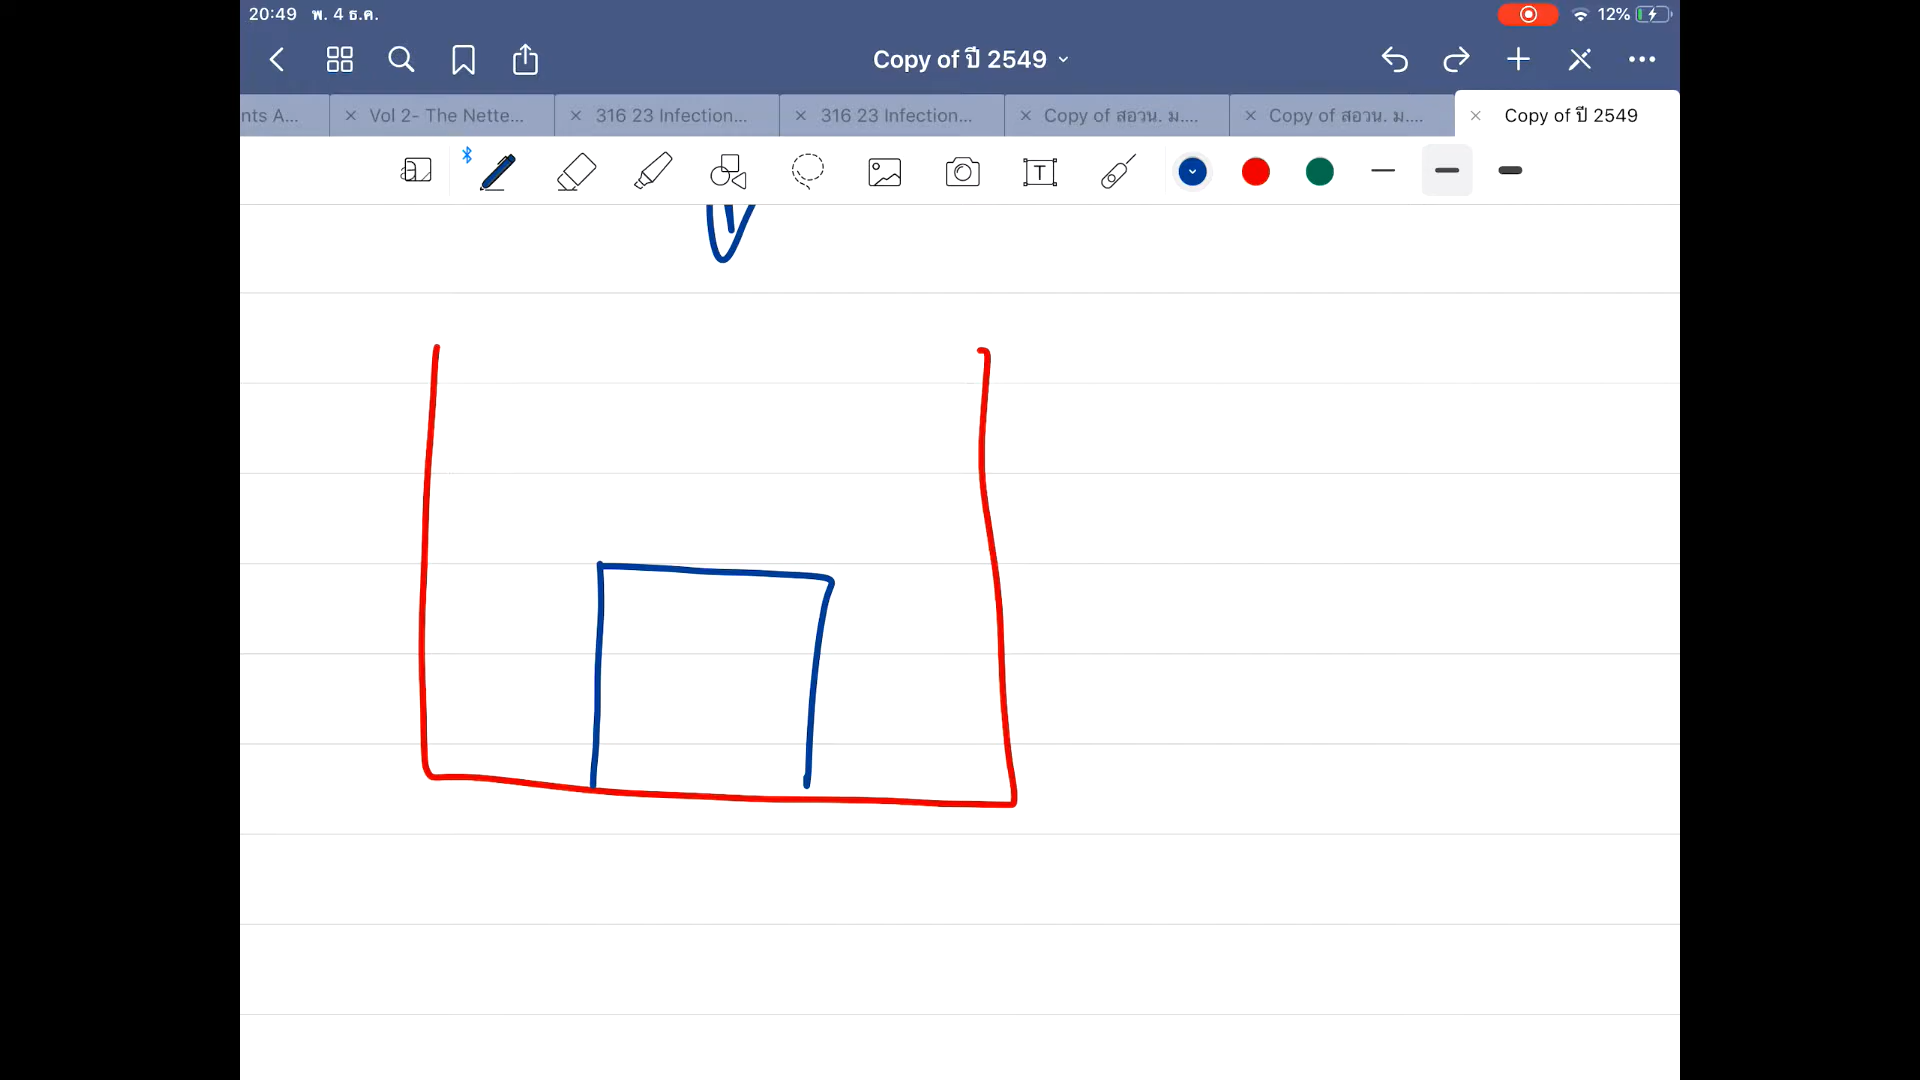 20:49 พ. 4 ธ.ค. 12%
Copy of ปี 2549
nts A... Vol 2- The Nette... 316 23 Infection... 316 23 Infection... Copy of สอวน. ม.... Copy of สอวน. ม.... Copy of ปี 2549
a T